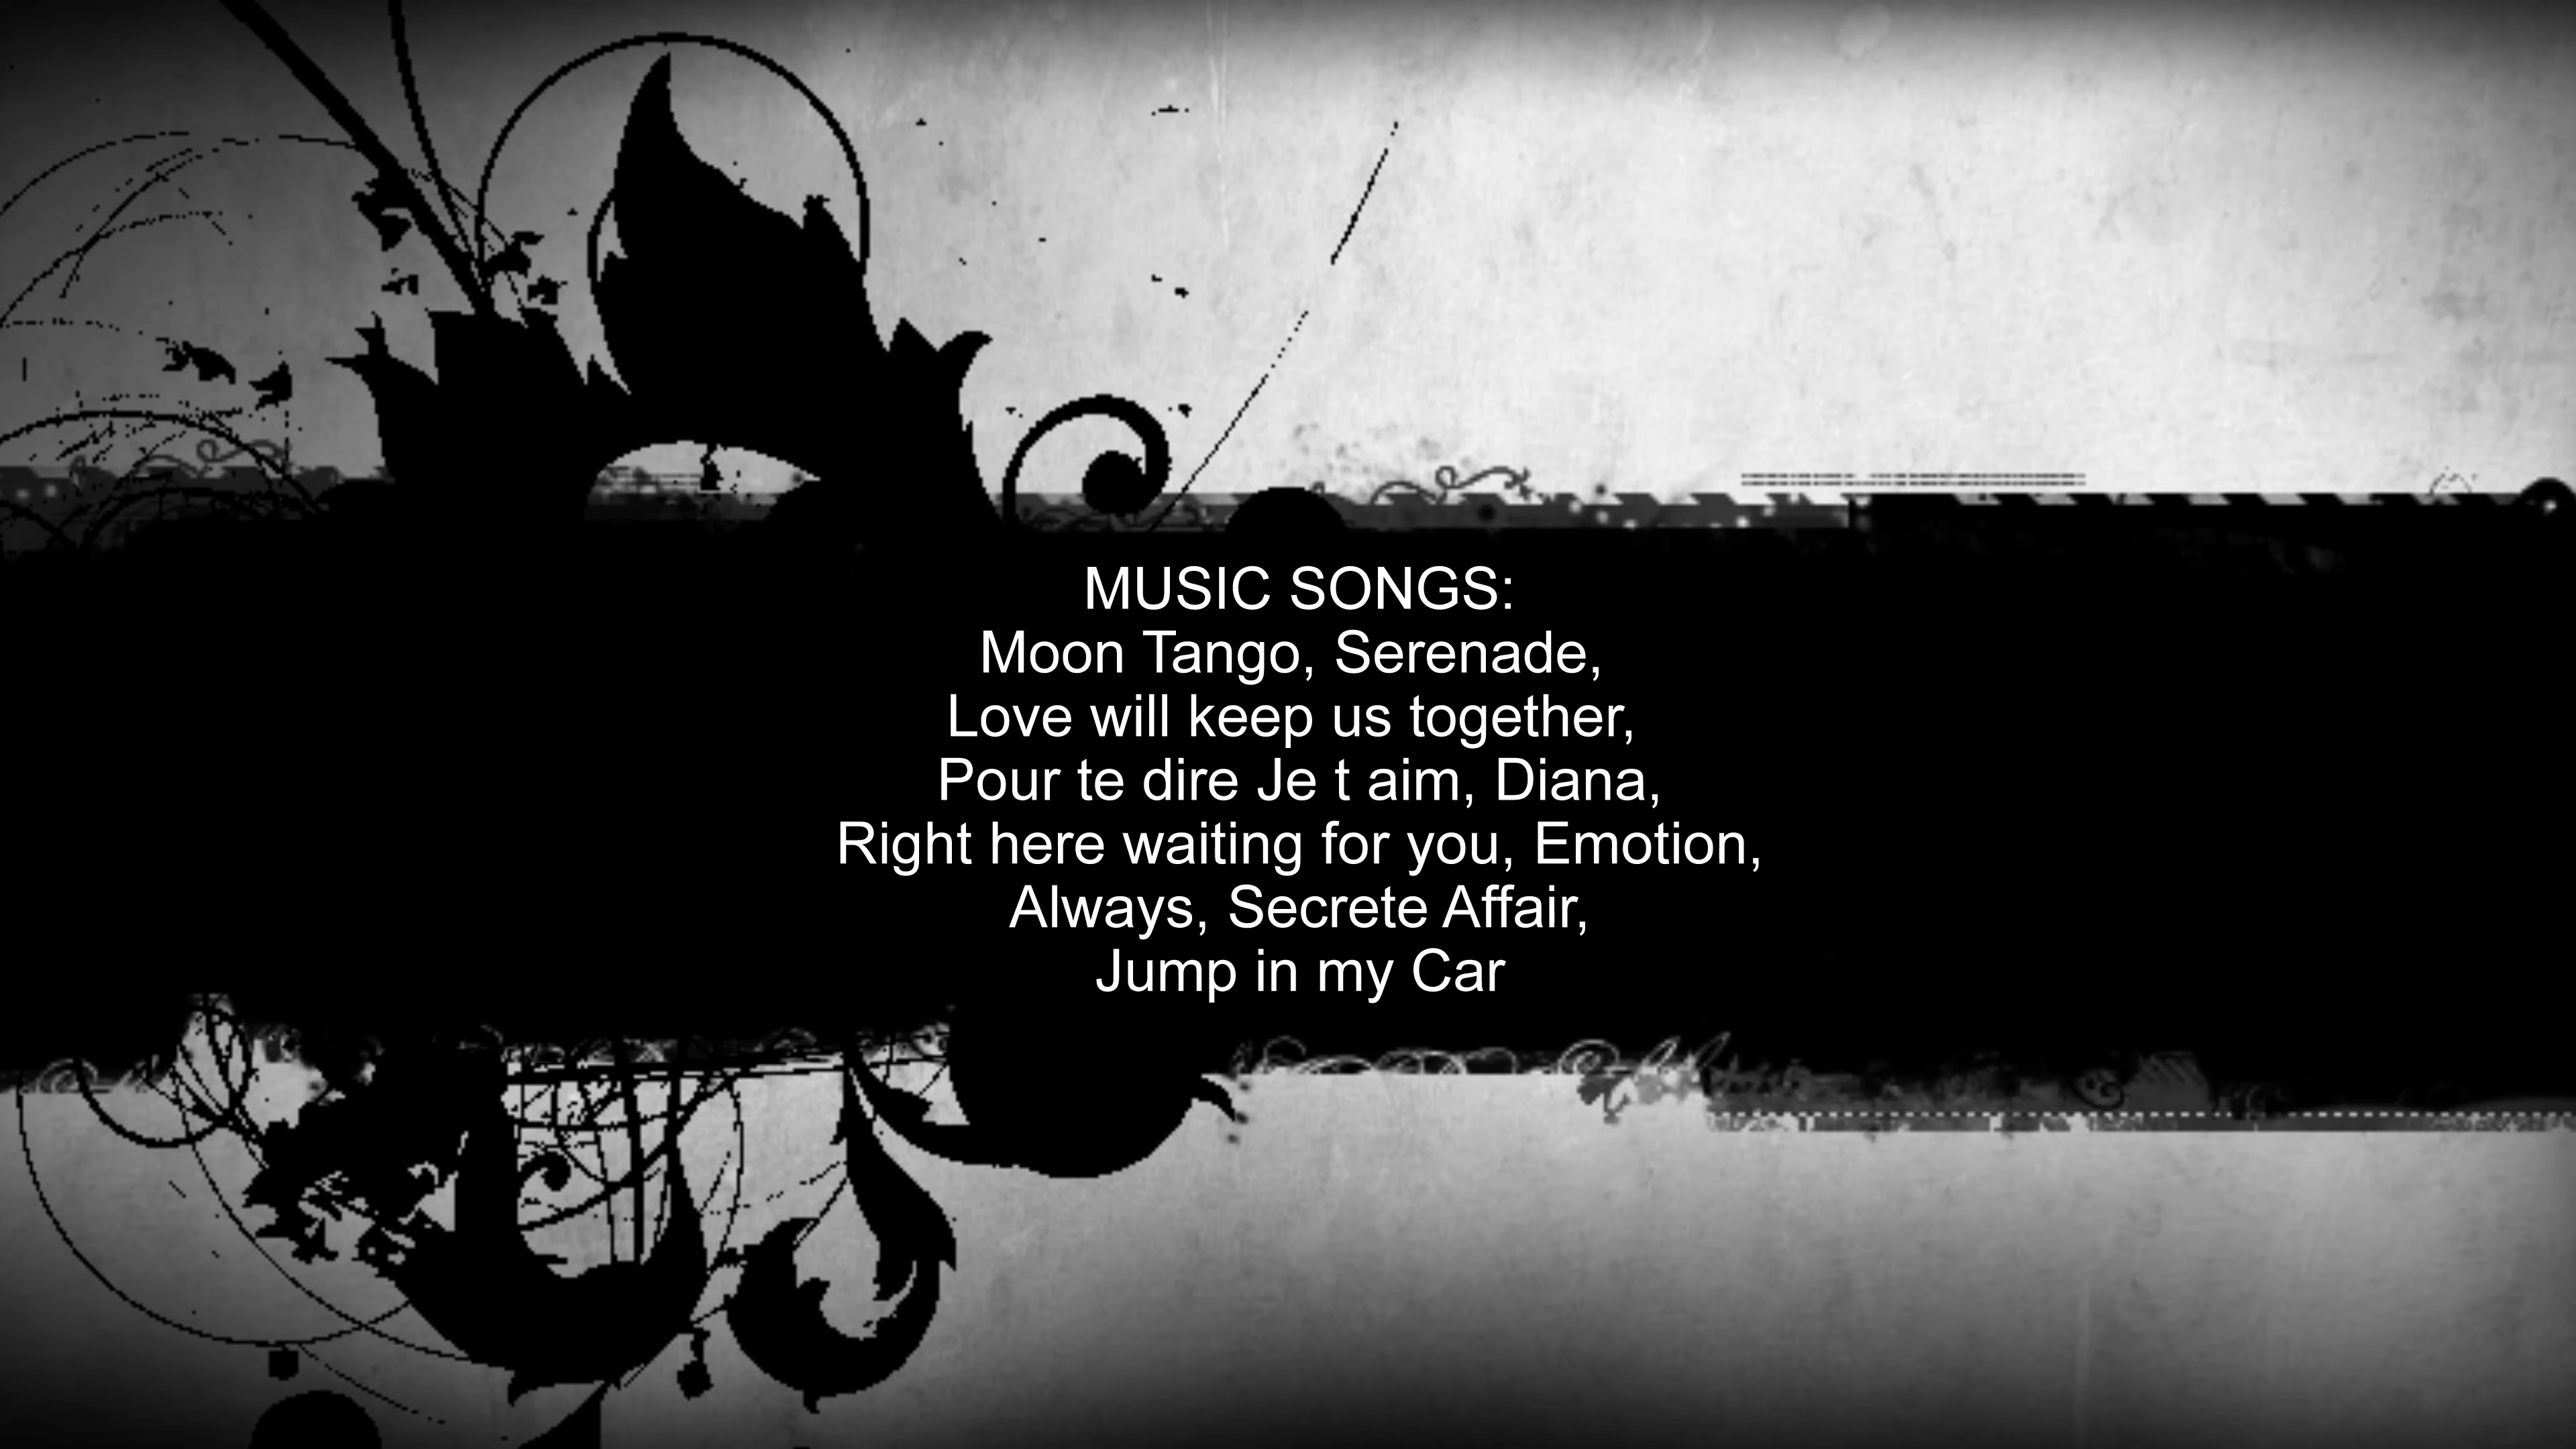 MUSIC SONGS:
Moon Tango, Serenade,
Love will keep us together,
Pour te dire Je t aim, Diana,
Right here waiting for you, Emotion,
Always, Secrete Affair,
Jump in my Car